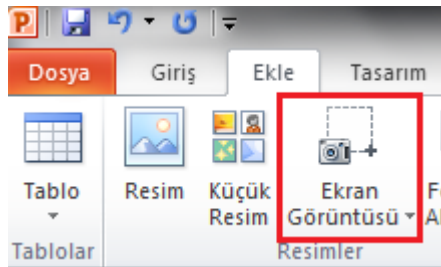 P
Dosya Giriş Ekle Tasarım
Tablo Resim Küçük Resim Ekran Görüntüsü
Tablolar Resimler